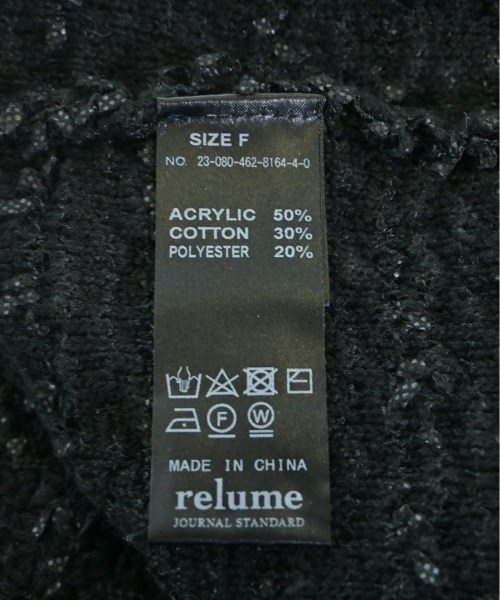 SIZE F
NO. 23-080-462-8164-4-0
ACRYLIC 50%
COTTON 30%
POLYESTER 20%
F W
MADE IN CHINA
relume
JOURNAL STANDARD